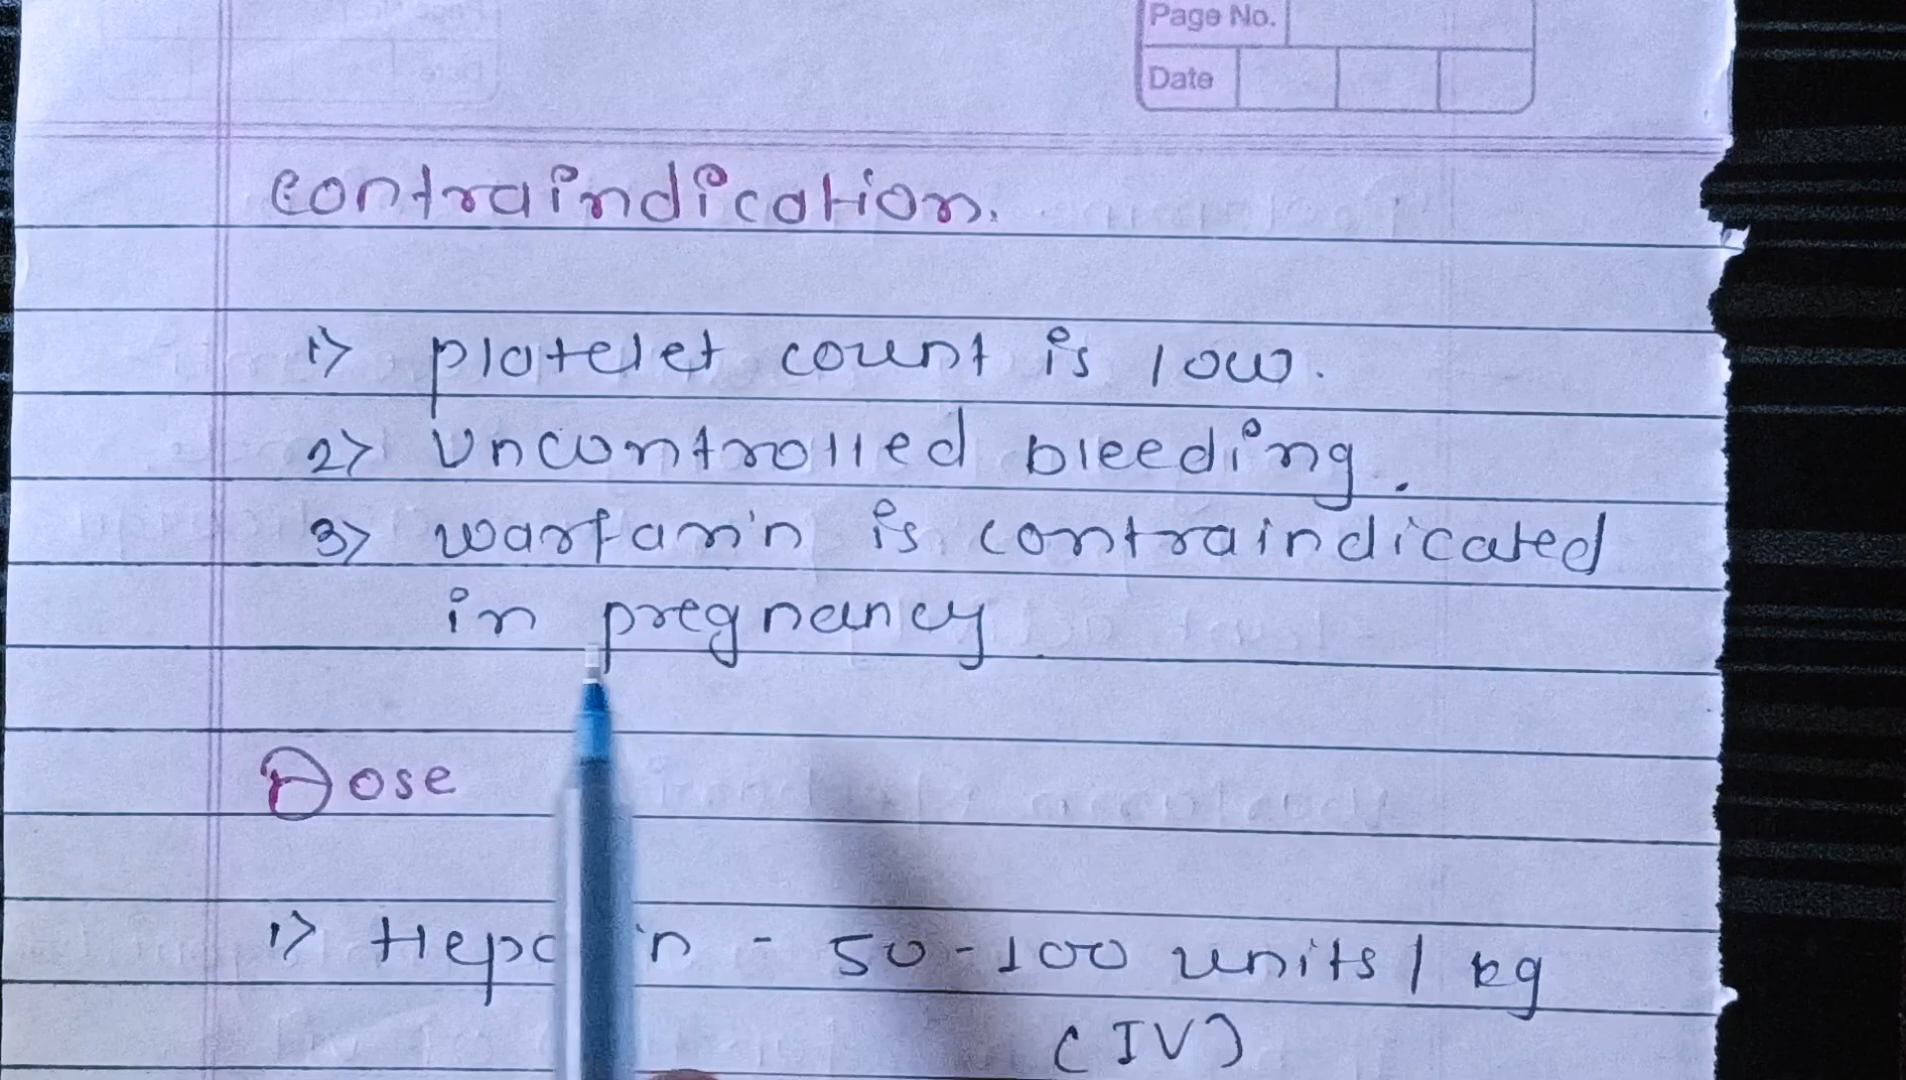 Page No.
Date
contraindication.
1> platelet count is low.
2> Uncontrolled bleeding.
3> warfarin is contraindicated
in pregnancy
Dose
1> - 50-100 units / kg
(IV)